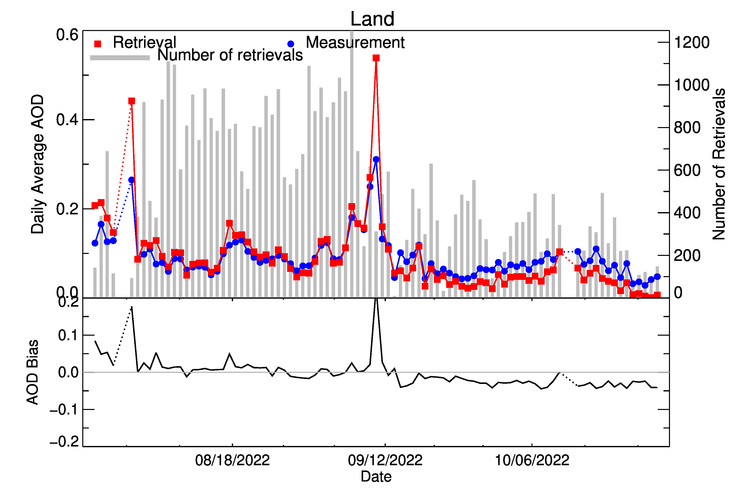 Land
Retrieval
Measurement
Number of retrievals
Daily Average AOD
0.6
0.4
0.2
0.0
Number of Retrievals
1200
1000
800
600
400
200
0
AOD Bias
0.2
0.1
0.0
−0.1
−0.2
08/18/2022
09/12/2022
10/06/2022
Date